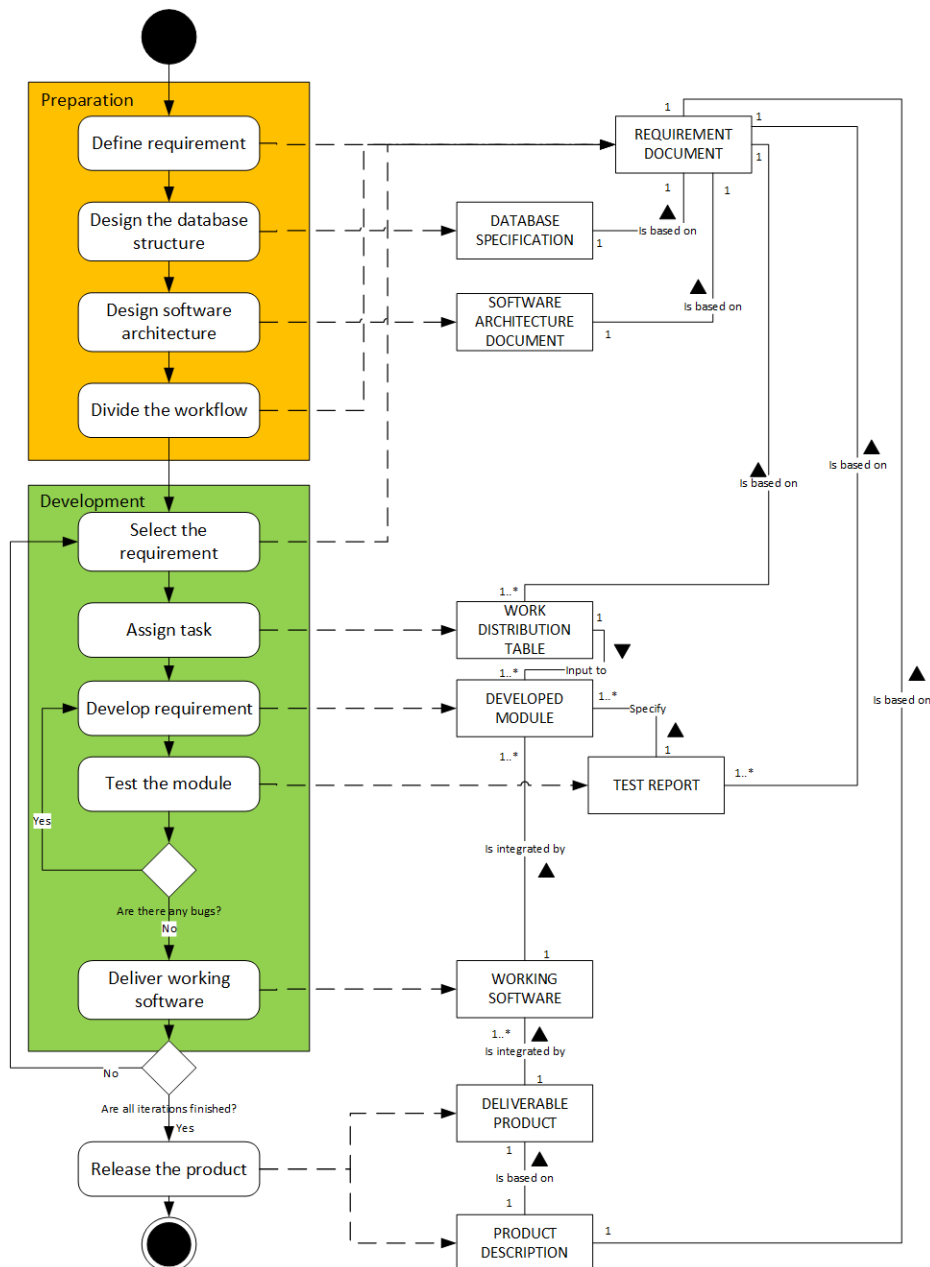 Preparation
Define requirement
Design the database
structure
Design software
architecture
Divide the workflow
Development
Select the
requirement
Assign task
Develop requirement
Test the module
Yes
Are there any bugs?
No
Deliver working
software
No
Are all iterations finished?
Yes
Release the product
1
1
REQUIREMENT
DOCUMENT
1
1
1
DATABASE
SPECIFICATION
1
Is based on
SOFTWARE
ARCHITECTURE
DOCUMENT
1
Is based on
Is based on
Is based on
1..*
WORK
DISTRIBUTION
TABLE
1
Input to
1..*
DEVELOPED
MODULE
1..*
Specify
1..*
1
TEST REPORT
1..*
Is based on
Is integrated by
1
WORKING
SOFTWARE
1..*
Is integrated by
1
DELIVERABLE
PRODUCT
1
Is based on
1
PRODUCT
DESCRIPTION
1